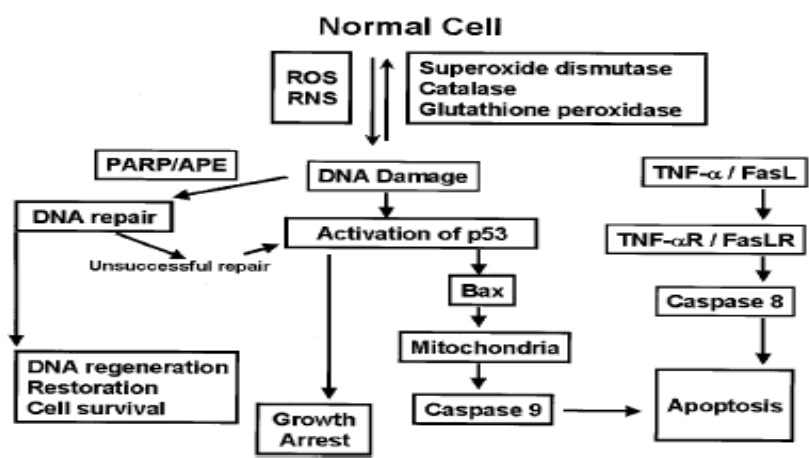 Normal Cell
ROS
RNS
Superoxide dismutase
Catalase
Glutathione peroxidase
PARP/APE
DNA Damage
TNF-α / FasL
DNA repair
Activation of p53
TNF-αR / FasLR
Unsuccessful repair
Bax
Caspase 8
Mitochondria
DNA regeneration
Restoration
Cell survival
Growth
Arrest
Caspase 9
Apoptosis